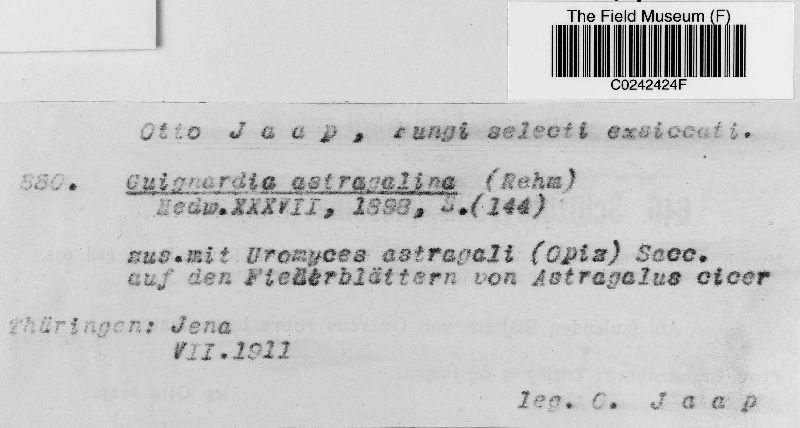 The Field Museum (F)
C0242424F
Otto Jaap, Fungi selecti exsiccati.
880. Guignardia astragalina (Rehm)
Hedw.XXXVII, 1898, S.(144)
zus.mit Uromyces astragali (Opiz) Sacc.
auf den Fiederblättern von Astragalus cicer
Thüringen: Jena
VII.1911
leg. O. Jaap